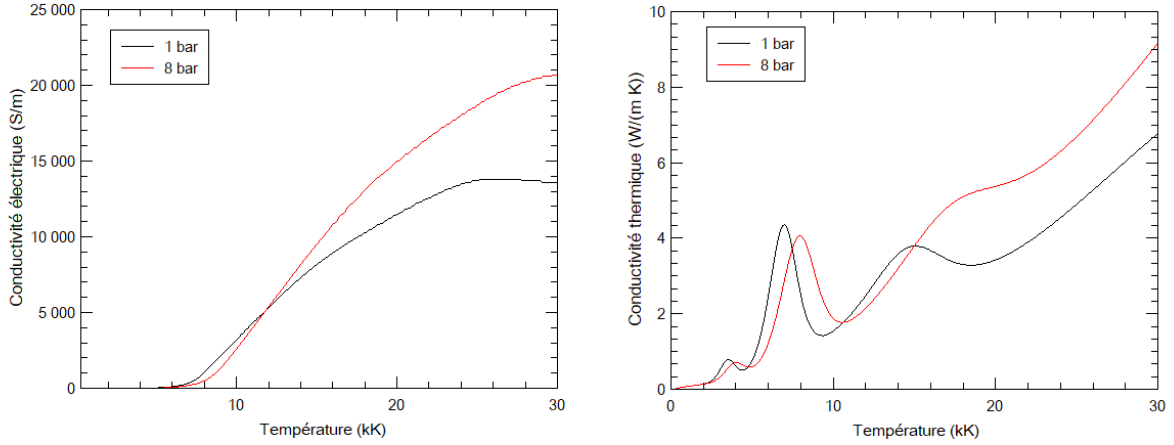 25 000
20 000
15 000
10 000
5 000
0
Conductivité électrique (S/m)
1 bar
8 bar
10
20
30
Température (kK)
10
8
6
4
2
0
Conductivité thermique (W/(m K))
1 bar
8 bar
0
10
20
30
Température (kK)